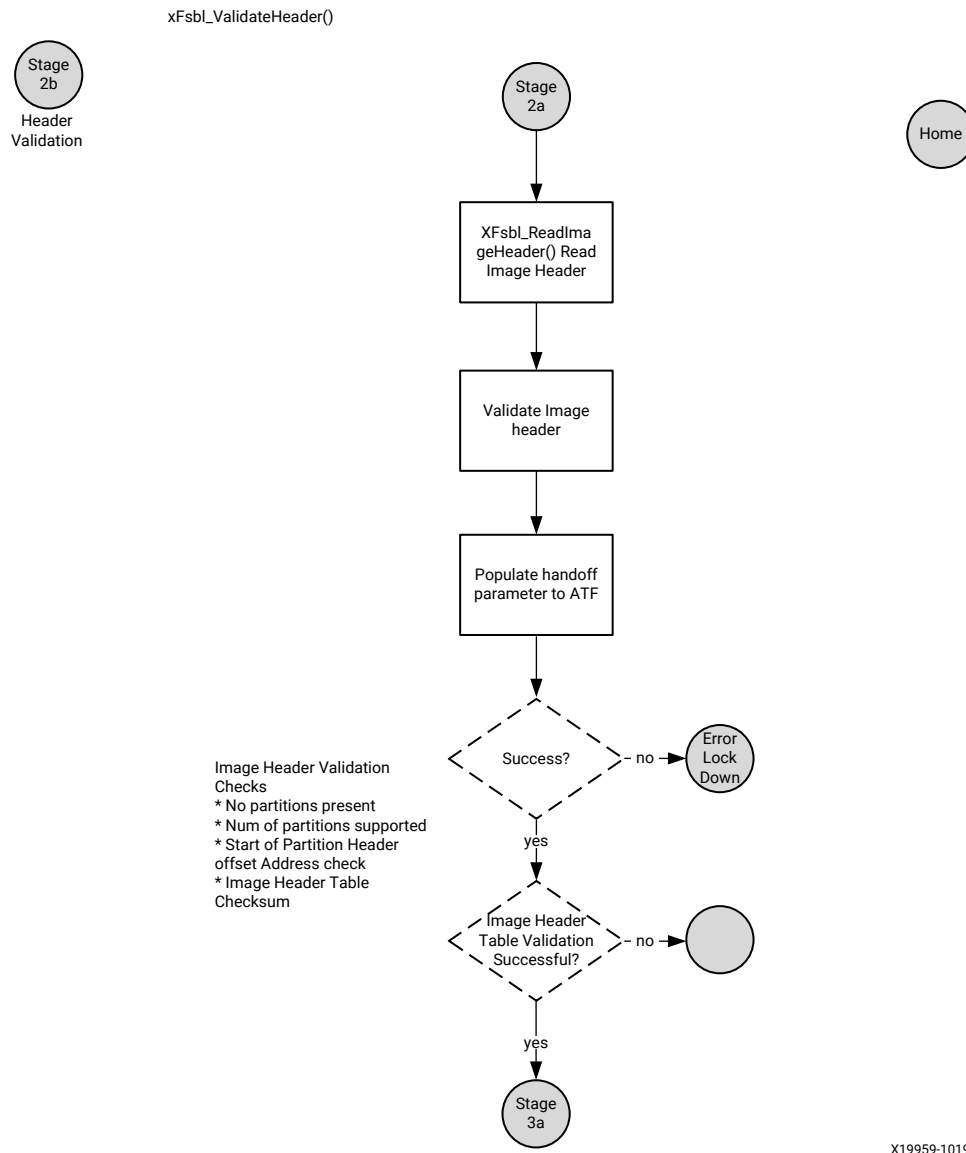 xFsbl_ValidateHeader()
Stage
2b
Header
Validation
Stage
2a
Home
XFsbl_ReadIma
geHeader() Read
Image Header
Validate Image
header
Populate handoff
parameter to ATF
Success?
no
Error
Lock
Down
yes
Image Header Validation
Checks
* No partitions present
* Num of partitions supported
* Start of Partition Header
offset Address check
* Image Header Table
Checksum
Image Header
Table Validation
Successful?
no
yes
Stage
3a
X19959-1019